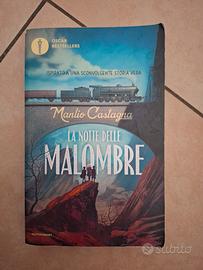 OSCAR
BESTSELLERS
ISPIRATO A UNA SCONVOLGENTE STORIA VERA
Manlio Castagna
LA NOTTE DELLE
MALOMBRE
MONDADORI
subito